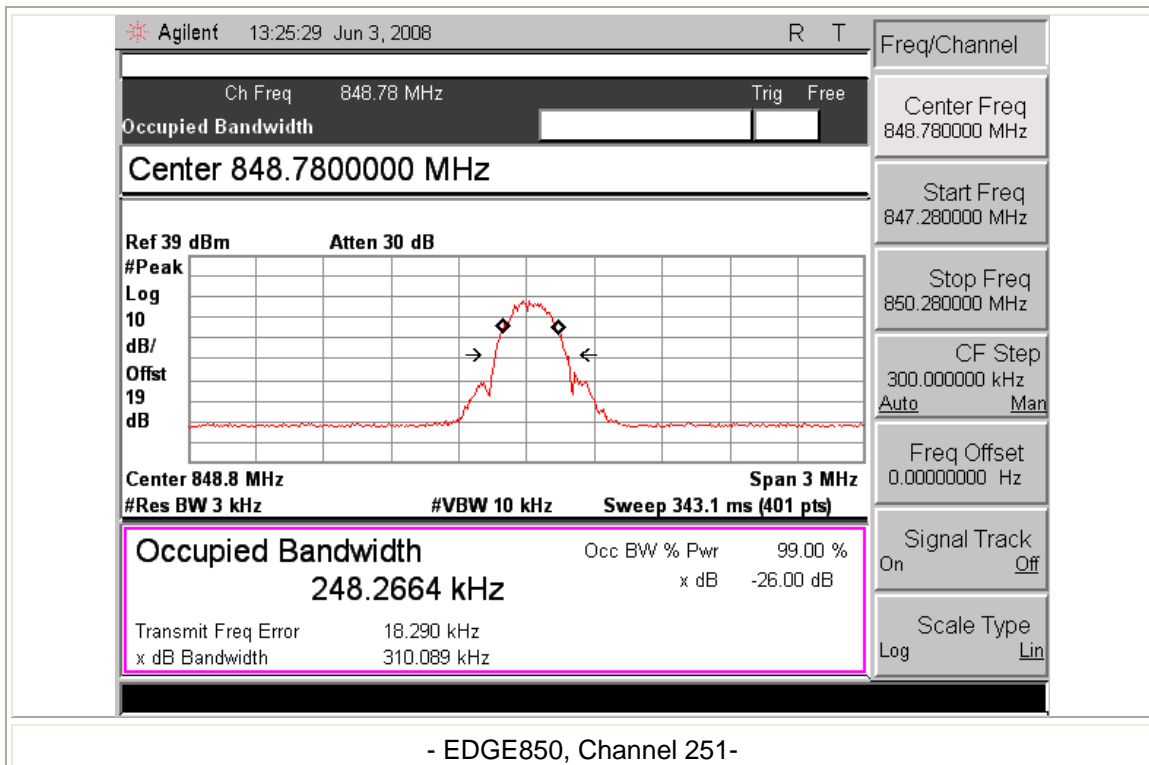 Agilent 13:25:29 Jun 3, 2008 R T
Ch Freq 848.78 MHz Trig Free
Occupied Bandwidth
Center 848.7800000 MHz
Ref 39 dBm Atten 30 dB
#Peak
Log
10
dB/
Offst
19
dB
Center 848.8 MHz Span 3 MHz
#Res BW 3 kHz #VBW 10 kHz Sweep 343.1 ms (401 pts)
Occupied Bandwidth
248.2664 kHz
Occ BW % Pwr 99.00 %
x dB -26.00 dB
Transmit Freq Error 18.290 kHz
x dB Bandwidth 310.089 kHz
Freq/Channel
Center Freq
848.780000 MHz
Start Freq
847.280000 MHz
Stop Freq
850.280000 MHz
CF Step
300.000000 kHz
Auto Man
Freq Offset
0.00000000 Hz
Signal Track
On Off
Scale Type
Log Lin
- EDGE850, Channel 251-